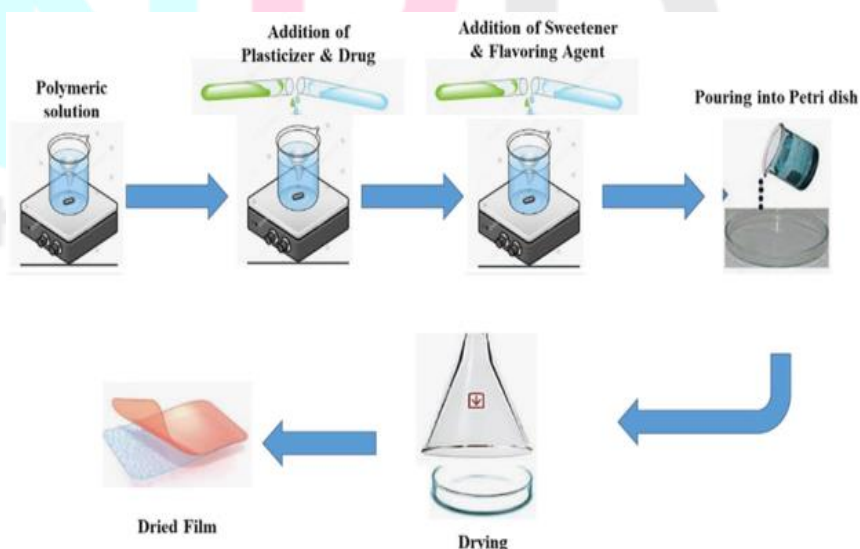 Polymeric
solution
Addition of
Plasticizer & Drug
Addition of Sweetener
& Flavoring Agent
Pouring into Petri dish
Drying
Dried Film